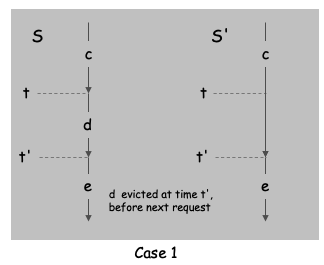 S S'
c c
t t
d
t' t'
e e
d evicted at time t',
before next request
Case 1